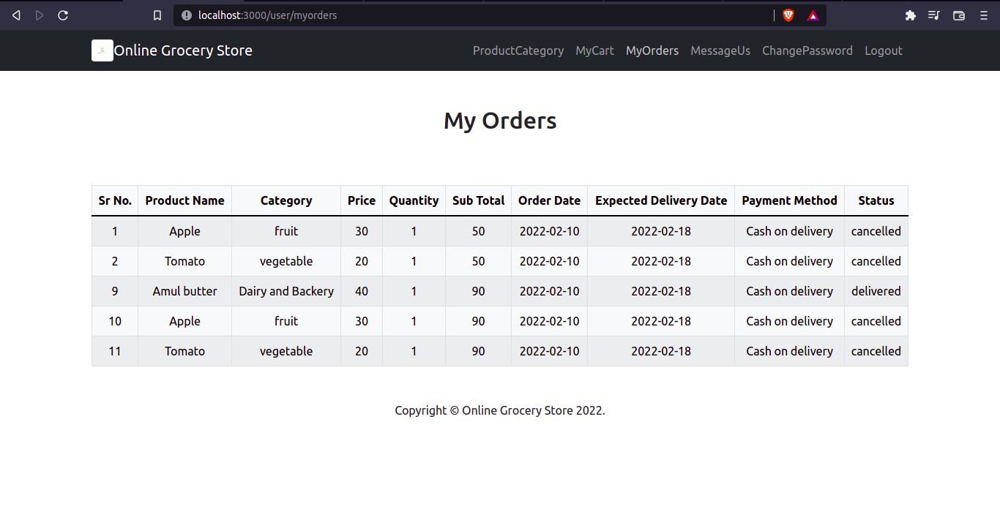 localhost:3000/user/myorders
Online Grocery Store ProductCategory MyCart MyOrders MessageUs ChangePassword Logout
My Orders
Sr No. Product Name Category Price Quantity Sub Total Order Date Expected Delivery Date Payment Method Status
1 Apple fruit 30 1 50 2022-02-10 2022-02-18 Cash on delivery cancelled
2 Tomato vegetable 20 1 50 2022-02-10 2022-02-18 Cash on delivery cancelled
9 Amul butter Dairy and Backery 40 1 90 2022-02-10 2022-02-18 Cash on delivery delivered
10 Apple fruit 30 1 90 2022-02-10 2022-02-18 Cash on delivery cancelled
11 Tomato vegetable 20 1 90 2022-02-10 2022-02-18 Cash on delivery cancelled
Copyright © Online Grocery Store 2022.